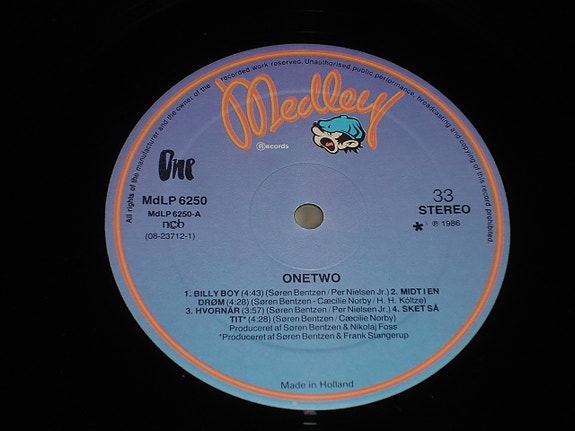 All rights of the manufacturer and the owner of the recorded work reserved. Unauthorised public performance, broadcasting and copying of this record prohibited.
Medley
Records
One
MdLP 6250
MdLP 6250-A
ncb
(08-23712-1)
33
STEREO
* ℗ 1986
ONETWO
1. BILLY BOY (4:43) (Søren Bentzen / Per Nielsen Jr.) 2. MIDT I EN
DRØM (4:28) (Søren Bentzen - Cæcilie Norby / H. H. Költze)
3. HVORNÅR (3:57) (Søren Bentzen / Per Nielsen Jr.) 4. SKET SÅ
TIT* (4:28) (Søren Bentzen / Cæcilie Norby)
Produceret af Søren Bentzen & Nikolaj Foss
*Produceret af Søren Bentzen & Frank Stangerup
Made in Holland